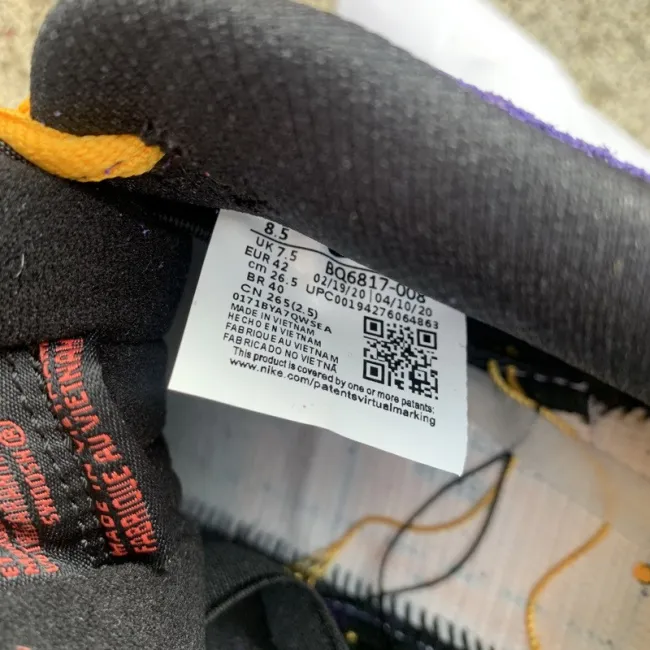 8.5
UK 7.5
EUR 42
cm 26.5
BR 40
CN 265(2.5)
BQ6817-008
02/19/20 | 04/10/20
UPC00194276064863
0171BYA7QWSEA
MADE IN VIETNAM
HECHO EN VIETNAM
FABRIQUE AU VIETNAM
FABRICADO NO VIETNÃ
This product is covered by one or more patents:
www.nike.com/patentsvirtualmarking
FABRIQUE AU VIETNAM
SWOOSH®